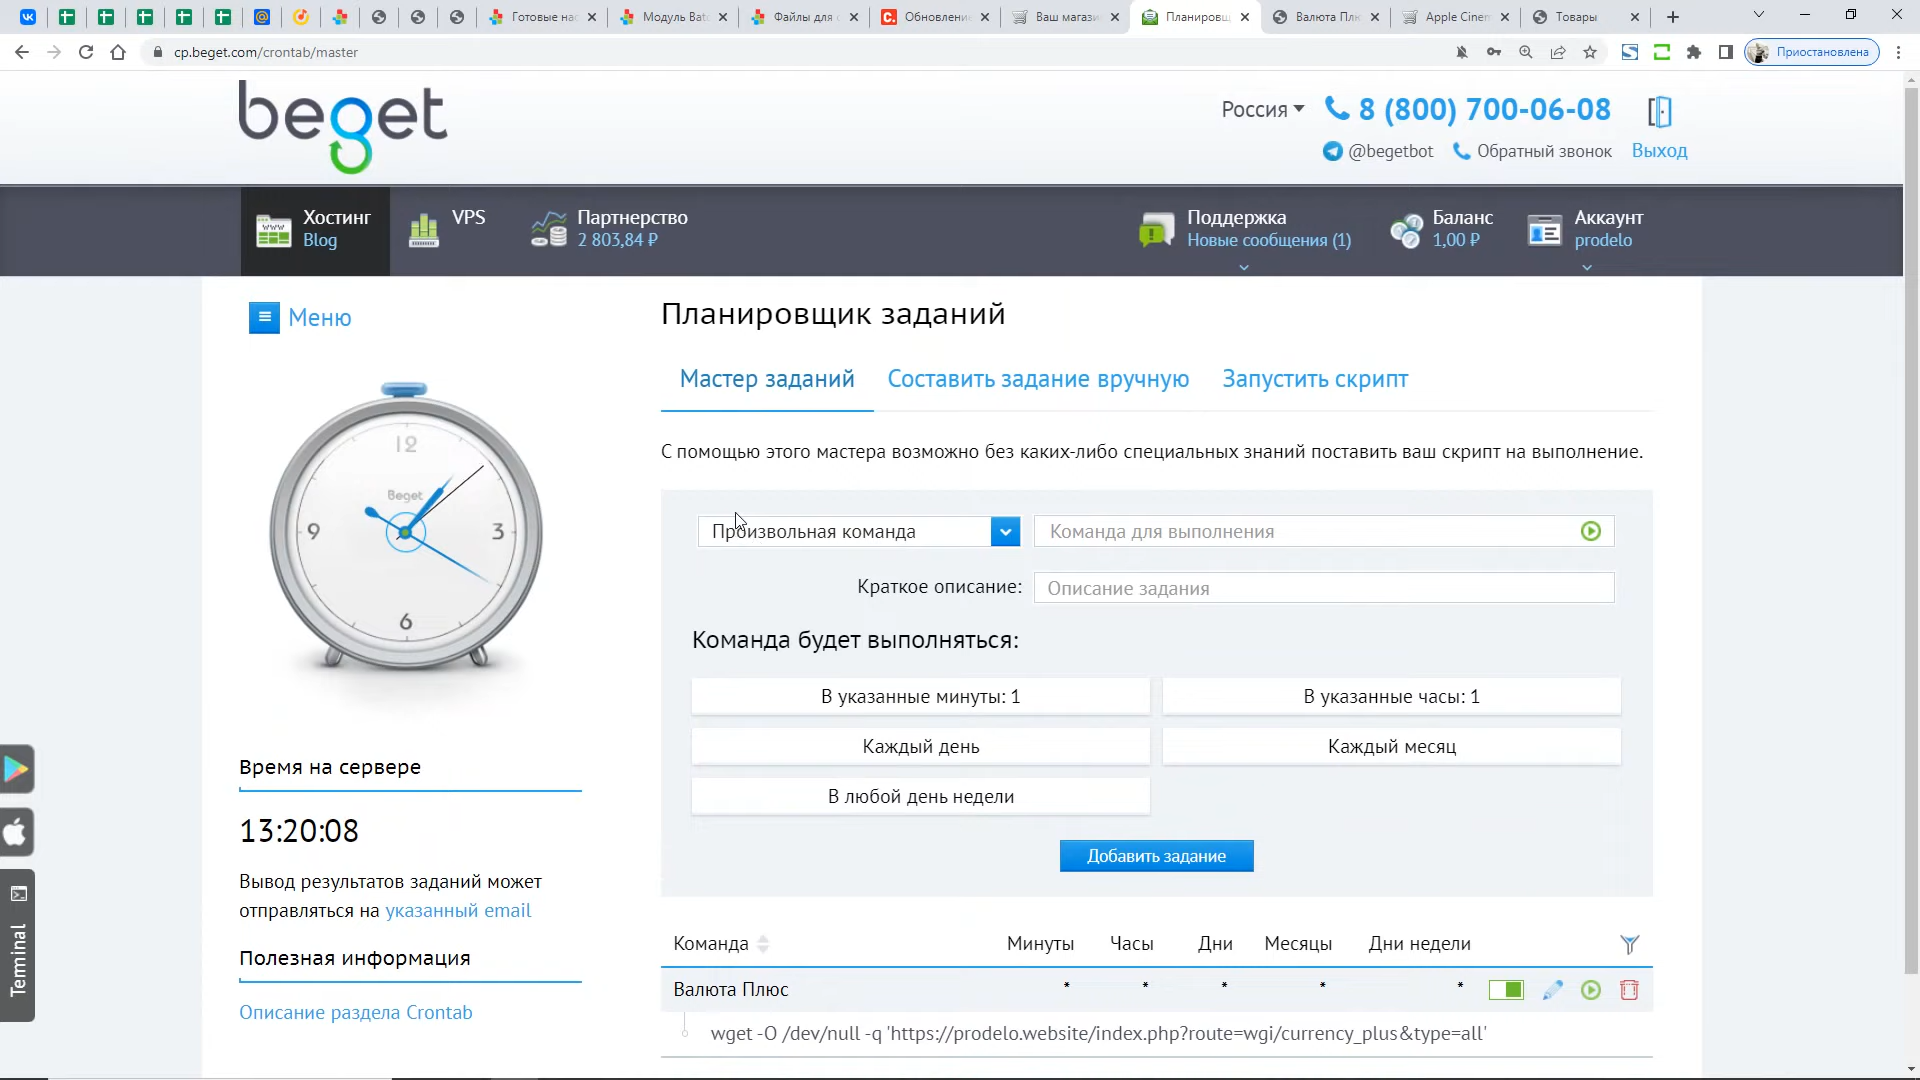 Готовые на
Модуль Bat
Файлы для
Обновлени
Ваш магази
Планировщ
Валюта Пл
Apple Cinem
Товары
cp.beget.com/crontab/master
Приостановлена
beget
Россия
8 (800) 700-06-08
@begetbot
Обратный звонок
Выход
Хостинг
Blog
VPS
Партнерство
2 803,84 ₽
Поддержка
Новые сообщения (1)
Баланс
1,00 ₽
Аккаунт
prodelo
Меню
Планировщик заданий
Мастер заданий
Составить задание вручную
Запустить скрипт
С помощью этого мастера возможно без каких-либо специальных знаний поставить ваш скрипт на выполнение.
12
Beget
9
3
6
Произвольная команда
Команда для выполнения
Краткое описание:
Описание задания
Команда будет выполняться:
В указанные минуты: 1
В указанные часы: 1
Каждый день
Каждый месяц
В любой день недели
Добавить задание
Время на сервере
13:20:08
Вывод результатов заданий может
отправляться на указанный email
Полезная информация
Описание раздела Crontab
Terminal
Команда
Минуты
Часы
Дни
Месяцы
Дни недели
Валюта Плюс
*
*
*
*
*
wget -O /dev/null -q 'https://prodelo.website/index.php?route=wgi/currency_plus&type=all'